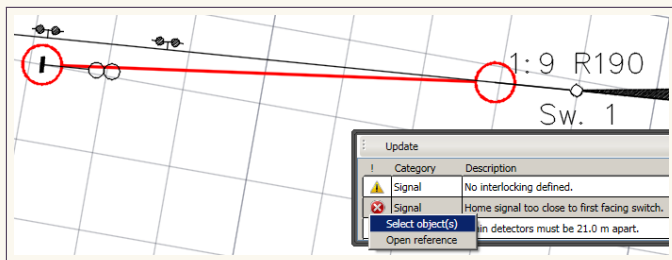 1:9 R190
Sw. 1
Update
! Category Description
Signal No interlocking defined.
Signal Home signal too close to first facing switch.
Select object(s) detectors must be 21.0 m apart.
Open reference